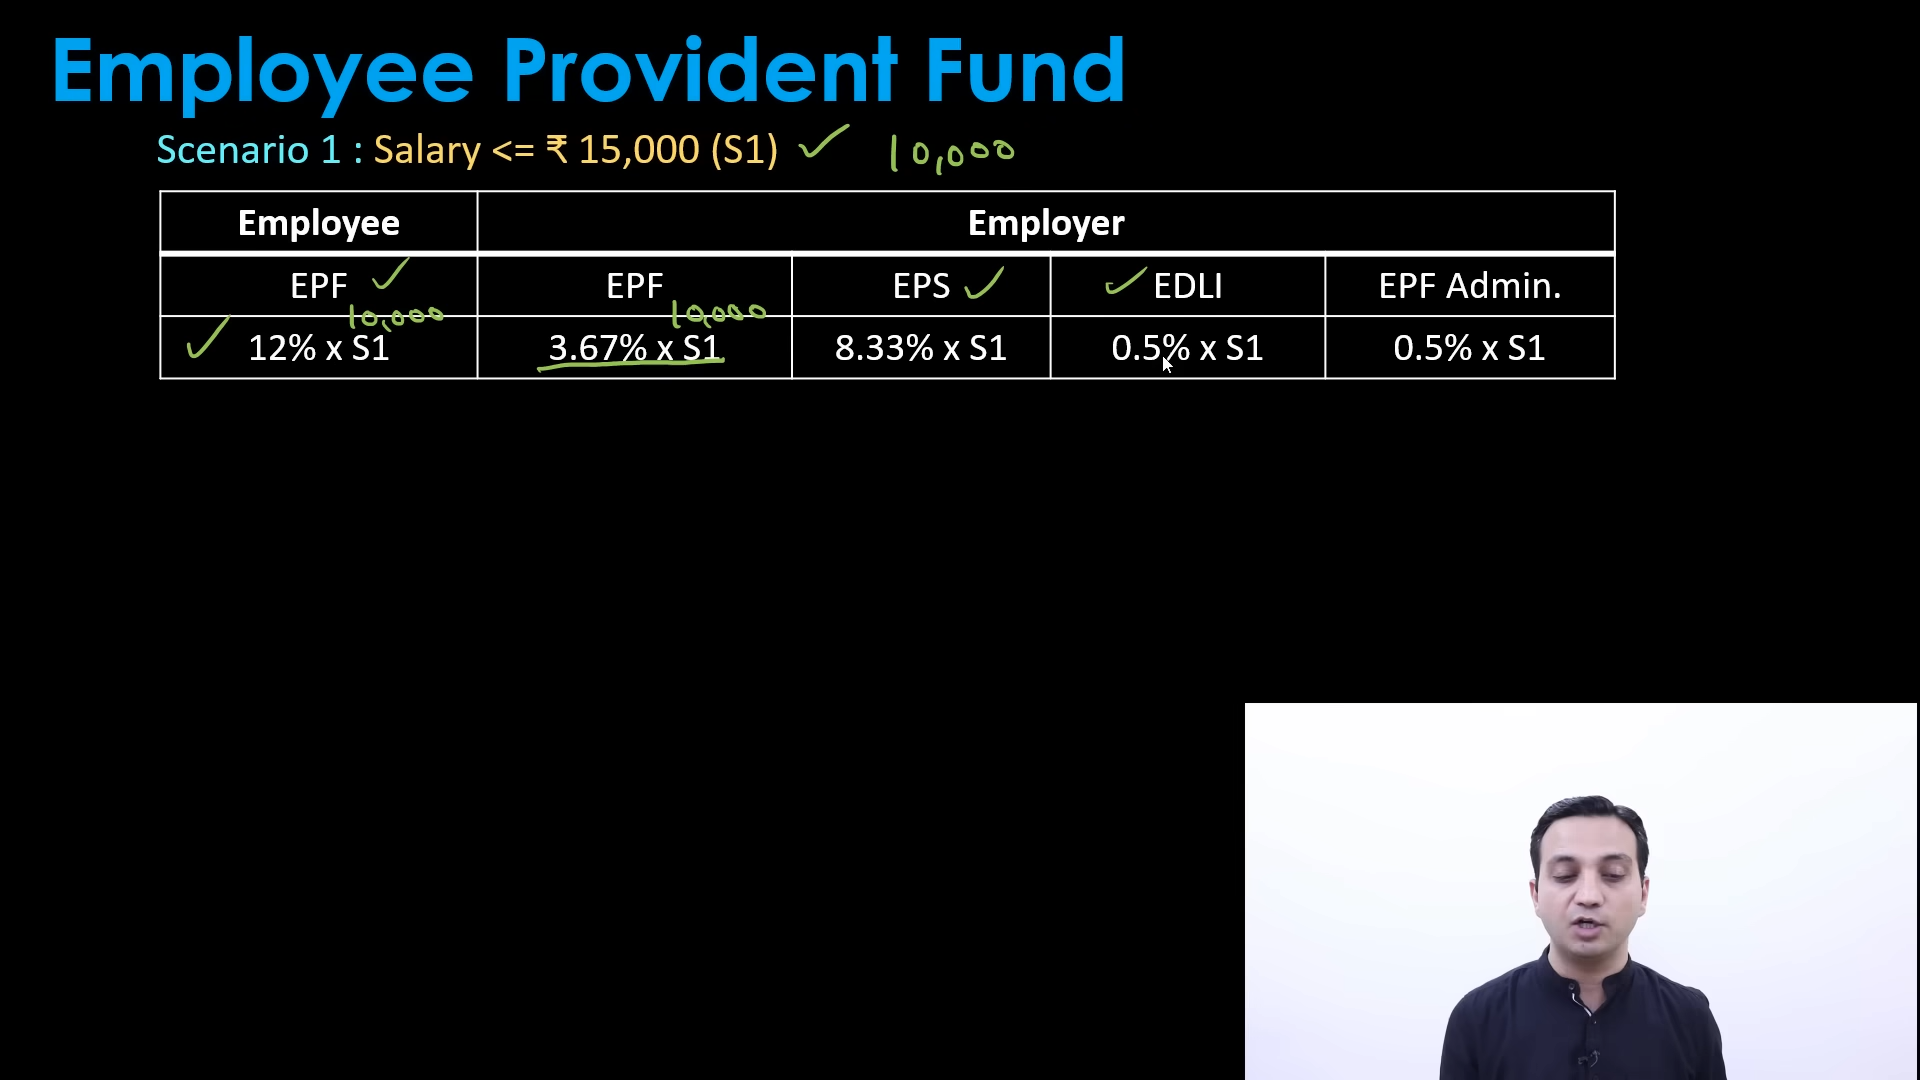 Employee Provident Fund
Scenario 1 : Salary <= ₹ 15,000 (S1) ✓ 10,000
Employee Employer
EPF ✓ EPF EPS ✓ ✓ EDLI EPF Admin.
10,000 10,000
✓ 12% x S1 3.67% x S1 8.33% x S1 0.5% x S1 0.5% x S1